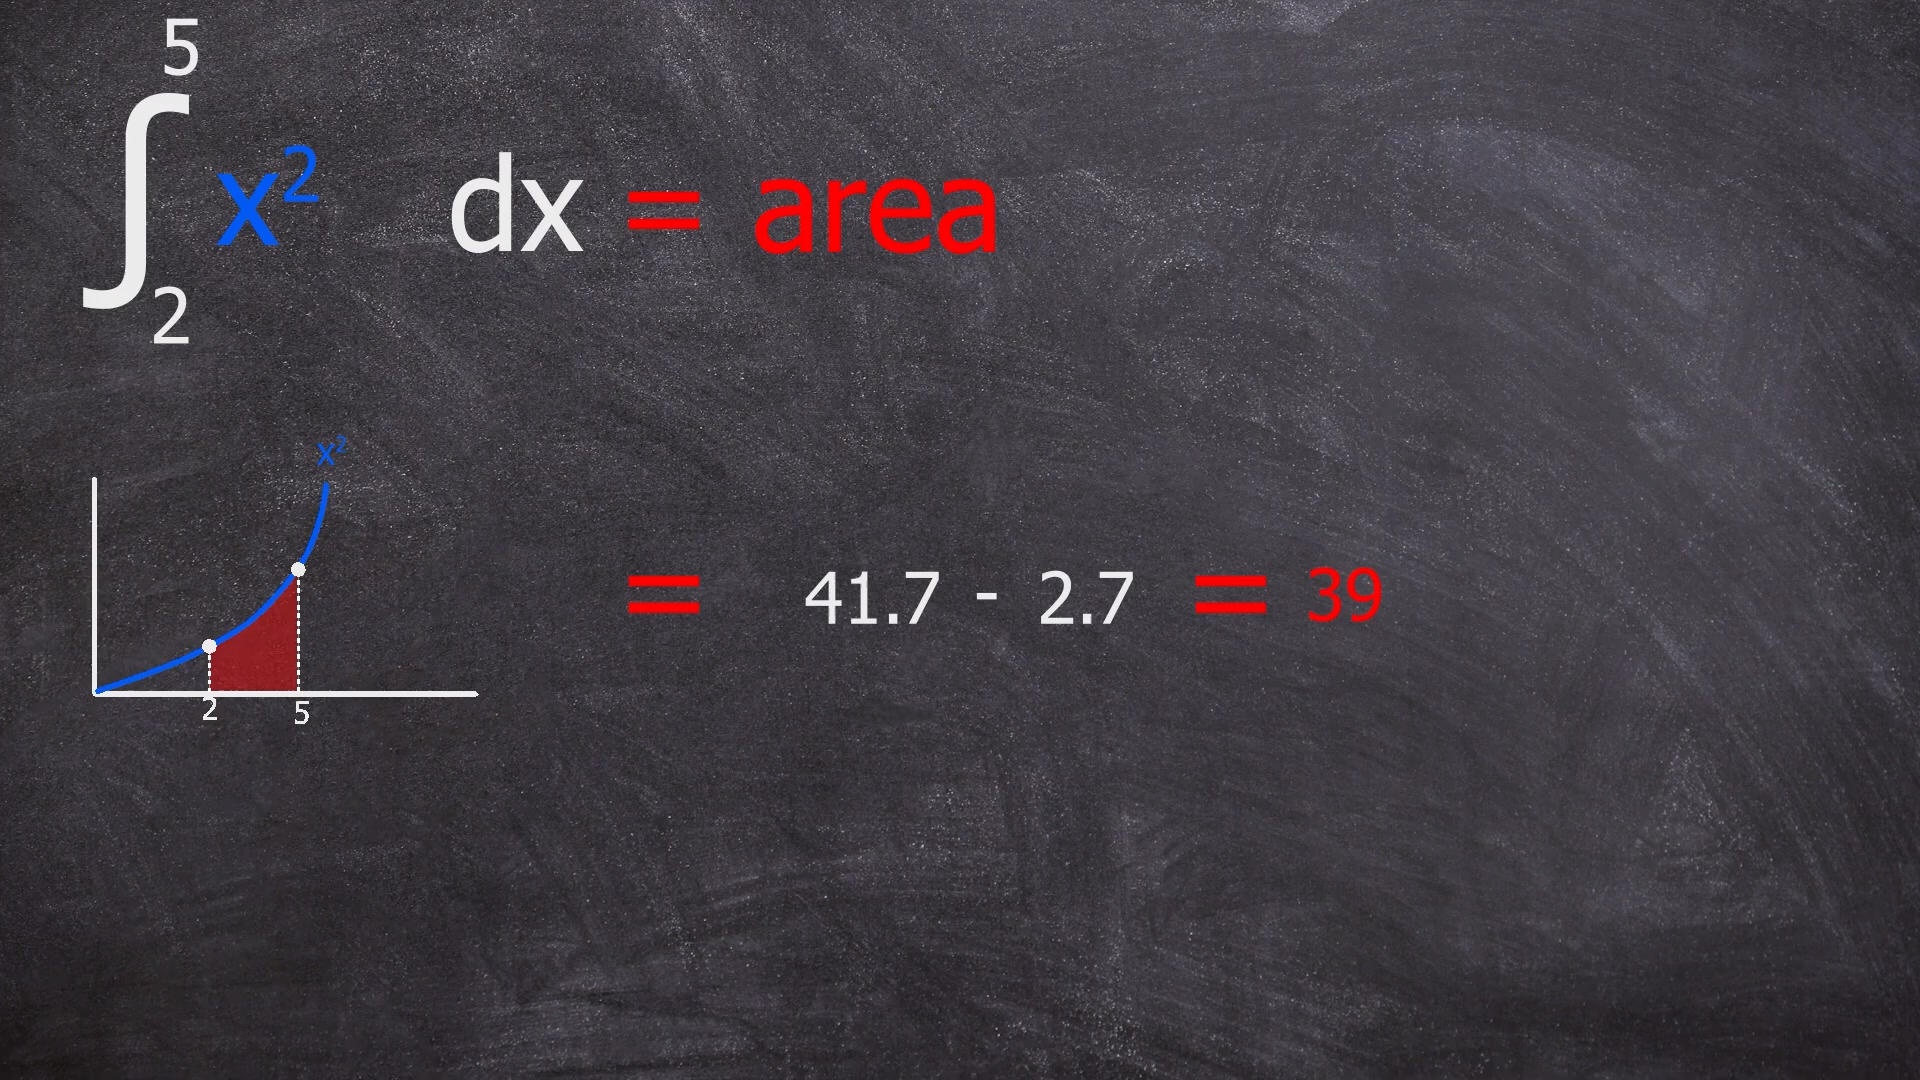 5
∫ x² dx = area
2
x²
= 41.7 - 2.7 = 39
2 5